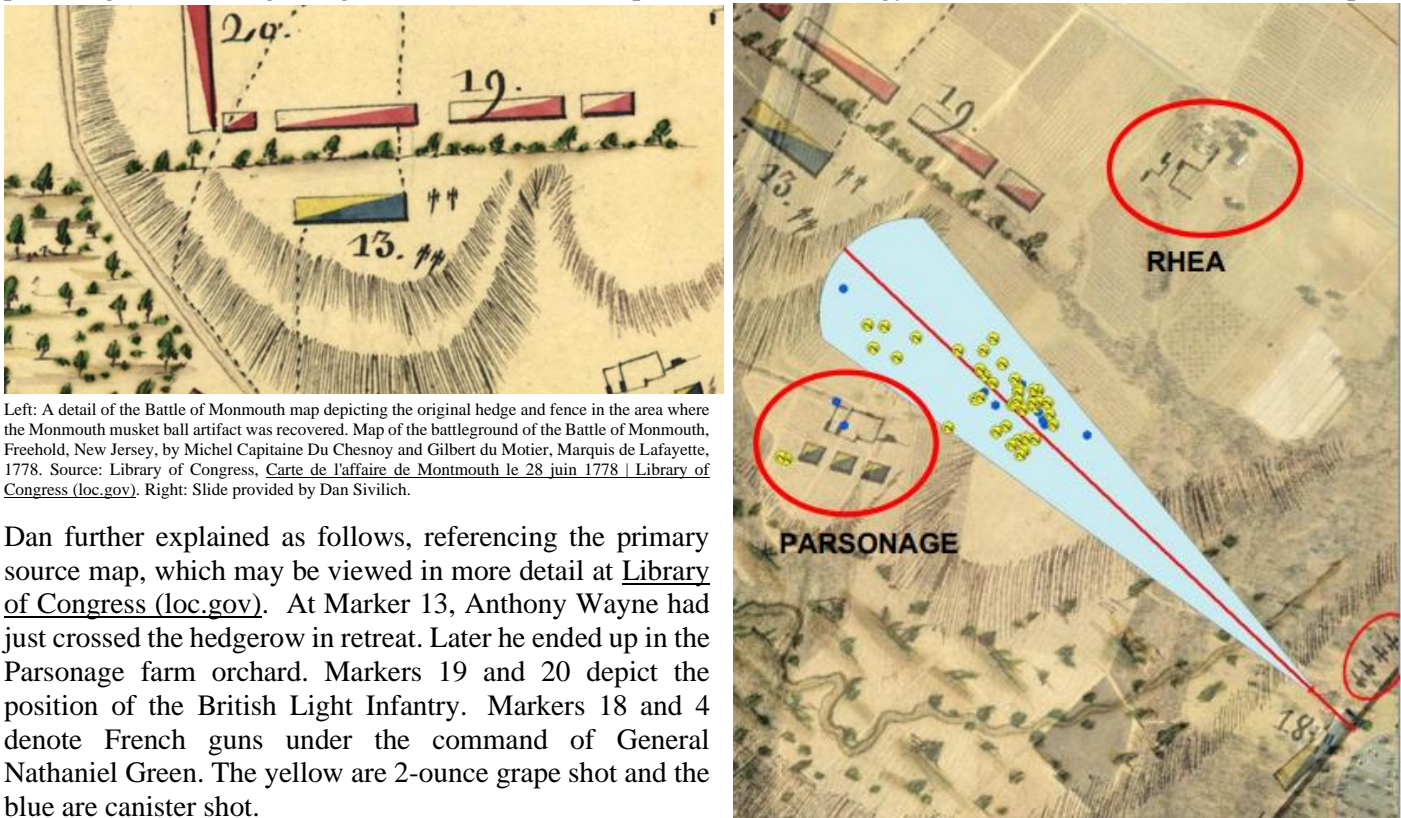 20.
19.
13.
Left: A detail of the Battle of Monmouth map depicting the original hedge and fence in the area where
the Monmouth musket ball artifact was recovered. Map of the battleground of the Battle of Monmouth,
Freehold, New Jersey, by Michel Capitaine Du Chesnoy and Gilbert du Motier, Marquis de Lafayette,
1778. Source: Library of Congress, Carte de l'affaire de Montmouth le 28 juin 1778 | Library of
Congress (loc.gov). Right: Slide provided by Dan Sivilich.
Dan further explained as follows, referencing the primary
source map, which may be viewed in more detail at Library
of Congress (loc.gov). At Marker 13, Anthony Wayne had
just crossed the hedgerow in retreat. Later he ended up in the
Parsonage farm orchard. Markers 19 and 20 depict the
position of the British Light Infantry. Markers 18 and 4
denote French guns under the command of General
Nathaniel Green. The yellow are 2-ounce grape shot and the
blue are canister shot.
19
13.
RHEA
PARSONAGE
18.